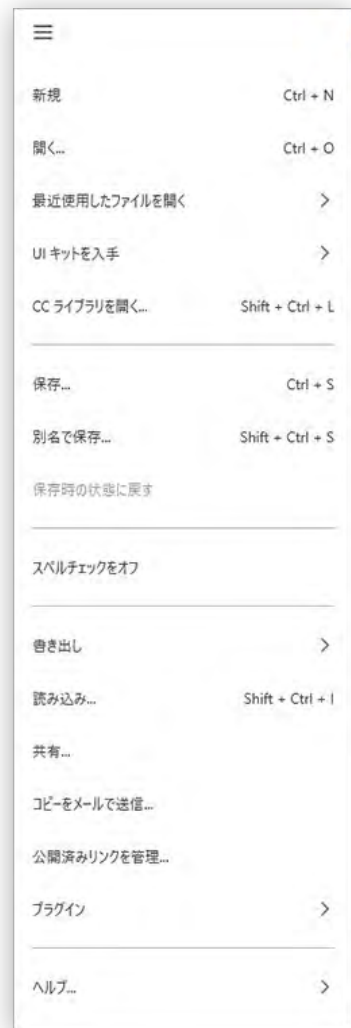 新規 Ctrl + N
開く... Ctrl + O
最近使用したファイルを開く
UI キットを入手
CC ライブラリを開く... Shift + Ctrl + L
保存... Ctrl + S
別名で保存... Shift + Ctrl + S
保存時の状態に戻す
スペルチェックをオフ
書き出し
読み込み... Shift + Ctrl + I
共有...
コピーをメールで送信...
公開済みリンクを管理...
プラグイン
ヘルプ...